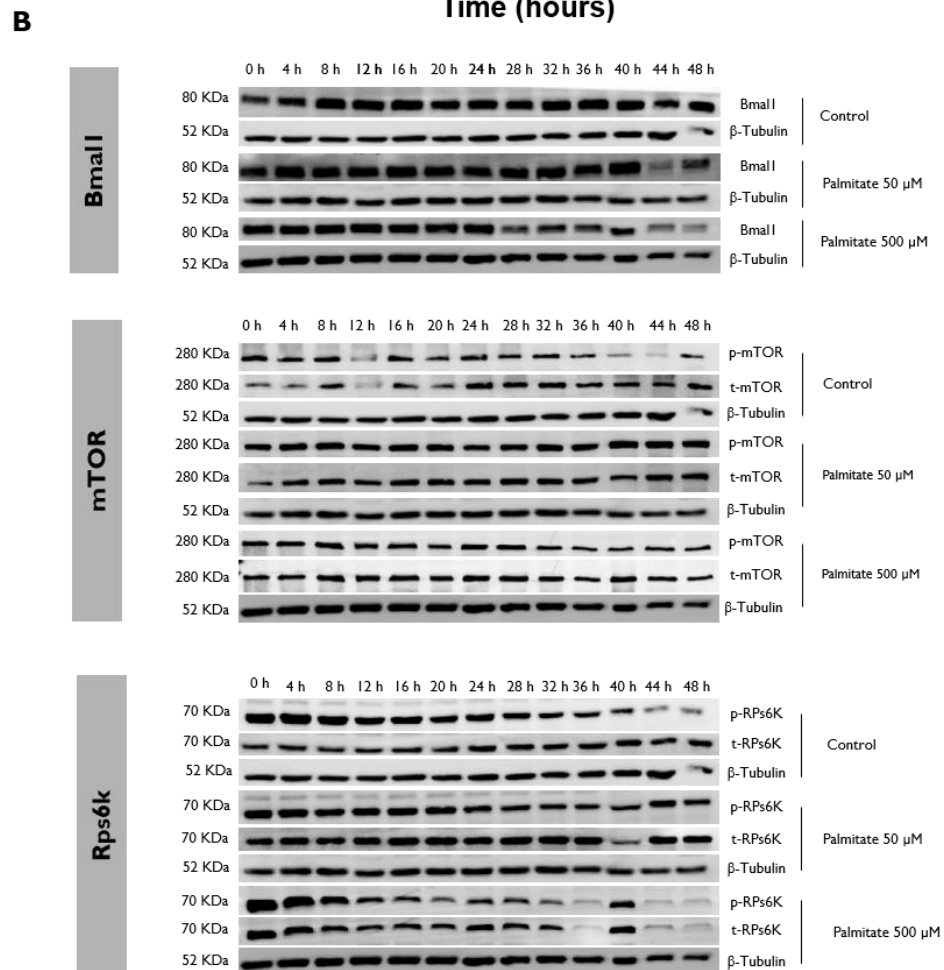 Time (hours)
B
0 h 4 h 8 h 12 h 16 h 20 h 24 h 28 h 32 h 36 h 40 h 44 h 48 h
Bmal1
80 KDa Bmal1
Control
52 KDa β-Tubulin
80 KDa Bmal1
Palmitate 50 μM
52 KDa β-Tubulin
80 KDa Bmal1
Palmitate 500 μM
52 KDa β-Tubulin
0 h 4 h 8 h 12 h 16 h 20 h 24 h 28 h 32 h 36 h 40 h 44 h 48 h
mTOR
280 KDa p-mTOR
280 KDa t-mTOR Control
52 KDa β-Tubulin
280 KDa p-mTOR
280 KDa t-mTOR Palmitate 50 μM
52 KDa β-Tubulin
280 KDa p-mTOR
280 KDa t-mTOR Palmitate 500 μM
52 KDa β-Tubulin
0 h 4 h 8 h 12 h 16 h 20 h 24 h 28 h 32 h 36 h 40 h 44 h 48 h
Rps6k
70 KDa p-RPs6K
70 KDa t-RPs6K Control
52 KDa β-Tubulin
70 KDa p-RPs6K
70 KDa t-RPs6K Palmitate 50 μM
52 KDa β-Tubulin
70 KDa p-RPs6K
70 KDa t-RPs6K Palmitate 500 μM
52 KDa β-Tubulin